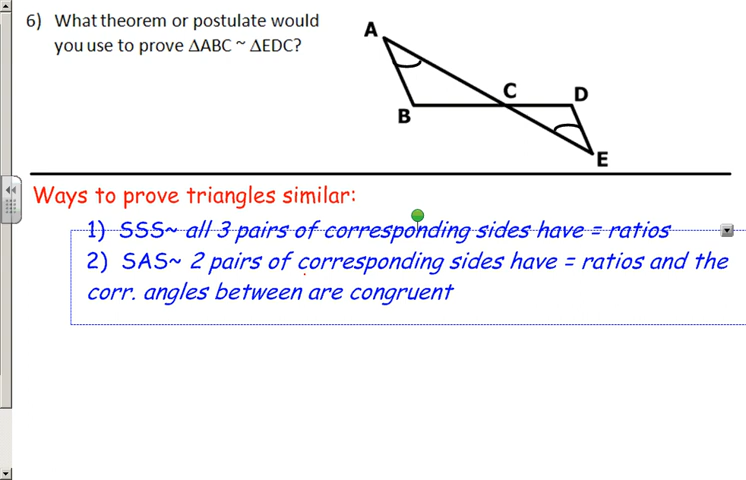 6) What theorem or postulate would
you use to prove ΔABC ~ ΔEDC?
A
C
D
B
E
Ways to prove triangles similar:
1) SSS~ all 3 pairs of corresponding sides have = ratios
2) SAS~ 2 pairs of corresponding sides have = ratios and the
corr. angles between are congruent